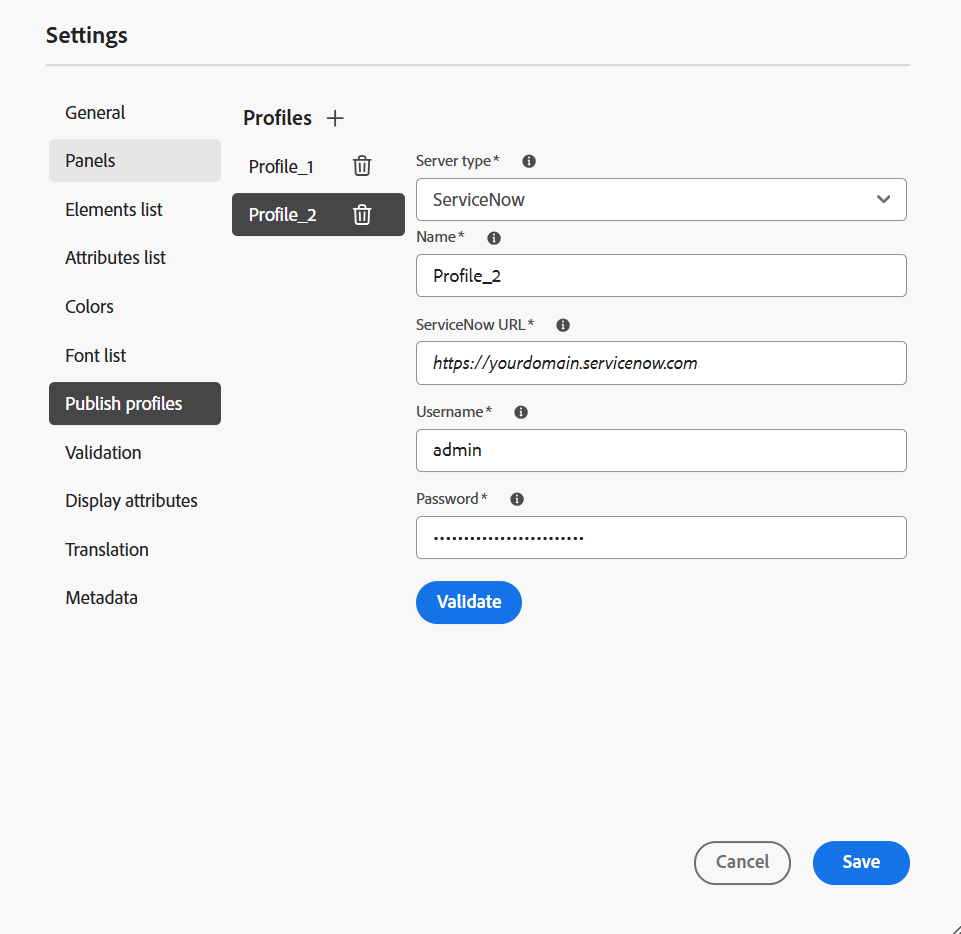 Settings
General
Panels
Elements list
Attributes list
Colors
Font list
Publish profiles
Validation
Display attributes
Translation
Metadata
Profiles
Profile_1
Profile_2
Server type*
ServiceNow
Name*
Profile_2
ServiceNow URL*
https://yourdomain.servicenow.com
Username*
admin
Password*
•••••••••••••••••••••••••
Validate
Cancel
Save